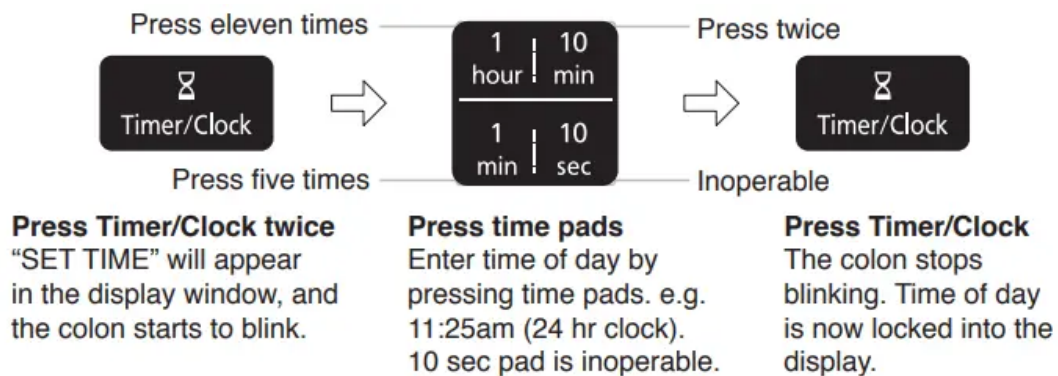 Press eleven times
Press twice
Timer/Clock
1 hour
10 min
1 min
10 sec
Timer/Clock
Press five times
Inoperable
Press Timer/Clock twice
“SET TIME” will appear
in the display window, and
the colon starts to blink.
Press time pads
Enter time of day by
pressing time pads. e.g.
11:25am (24 hr clock).
10 sec pad is inoperable.
Press Timer/Clock
The colon stops
blinking. Time of day
is now locked into the
display.